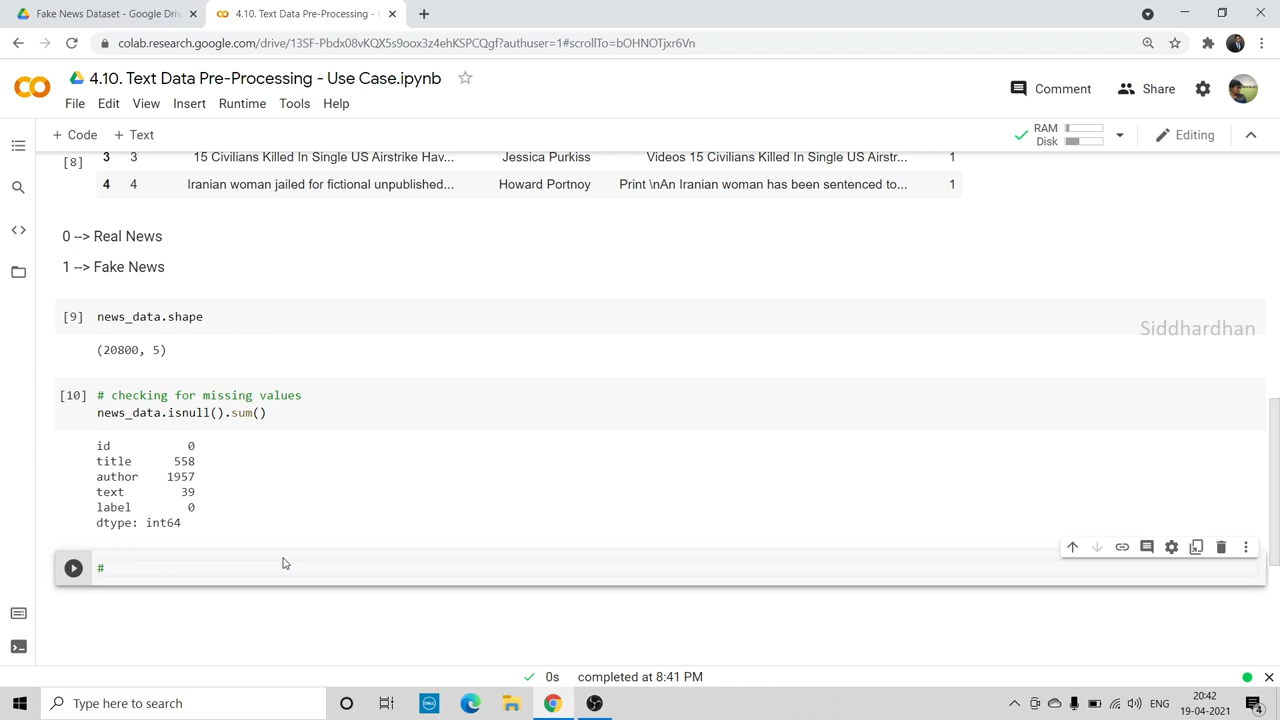 Fake News Dataset - Google Driv
4.10. Text Data Pre-Processing - U
colab.research.google.com/drive/13SF-Pbdx08vKQX5s9oox3z4ehKSPCQgf?authuser=1#scrollTo=bOHNOTjxr6Vn
4.10. Text Data Pre-Processing - Use Case.ipynb
Comment
Share
File Edit View Insert Runtime Tools Help
+ Code + Text
RAM
Disk
Editing
[8] 3 3 15 Civilians Killed In Single US Airstrike Hav... Jessica Purkiss Videos 15 Civilians Killed In Single US Airstr... 1
4 4 Iranian woman jailed for fictional unpublished... Howard Portnoy Print \nAn Iranian woman has been sentenced to... 1
0 --> Real News
1 --> Fake News
[9] news_data.shape
Siddhardhan
(20800, 5)
[10] # checking for missing values
news_data.isnull().sum()
id 0
title 558
author 1957
text 39
label 0
dtype: int64
#
0s completed at 8:41 PM
Type here to search
DELL
ENG
20:42
19-04-2021
4